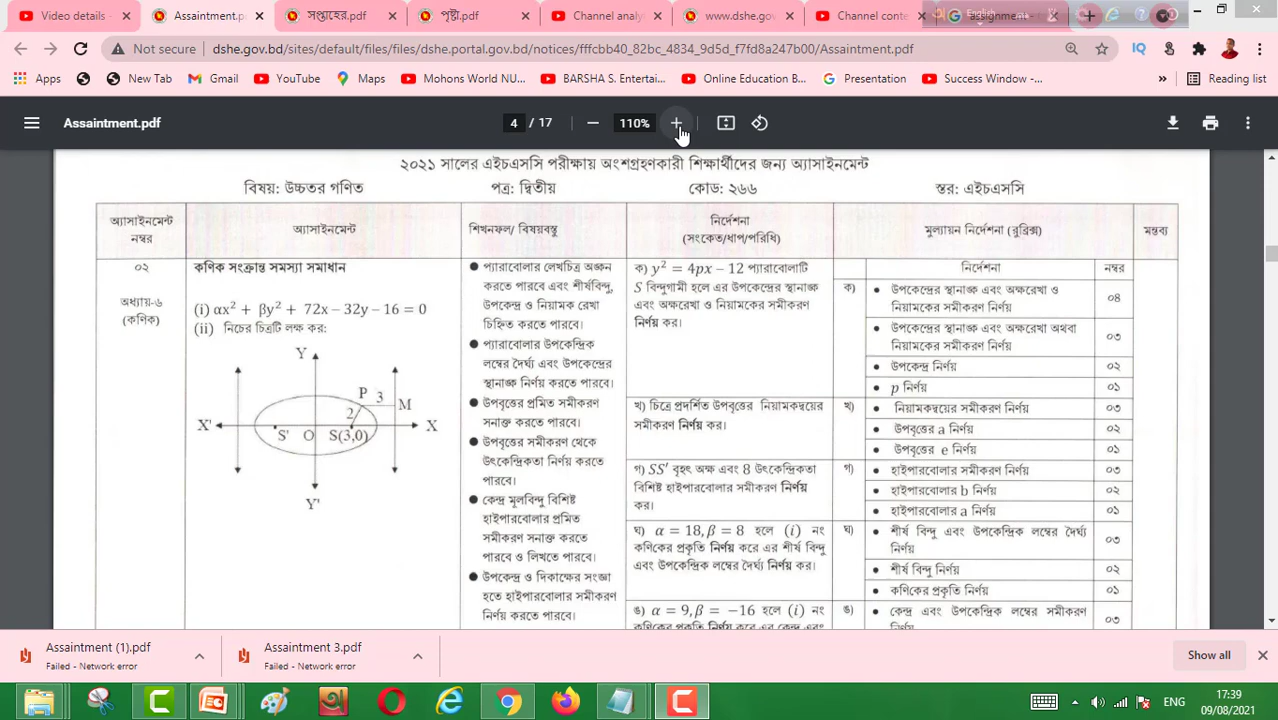 Video details -
Assaintment.p
সপ্তাহের.pdf
পৃষ্টা.pdf
Channel analy
www.dshe.gov
Channel conte
assignment -
English
Not secure
dshe.gov.bd/sites/default/files/files/dshe.portal.gov.bd/notices/fffcbb40_82bc_4834_9d5d_f7fd8a247b00/Assaintment.pdf
Apps
New Tab
Gmail
YouTube
Maps
Mohons World NU...
BARSHA S. Entertai...
Online Education B...
Presentation
Success Window -...
»
Reading list
Assaintment.pdf
4 / 17
110%
২০২১ সালের এইচএসসি পরীক্ষায় অংশগ্রহণকারী শিক্ষার্থীদের জন্য অ্যাসাইনমেন্ট
বিষয়: উচ্চতর গণিত
পত্র: দ্বিতীয়
কোড: ২৬৬
স্তর: এইচএসসি
অ্যাসাইনমেন্ট
নম্বর
অ্যাসাইনমেন্ট
শিখনফল/ বিষয়বস্তু
নির্দেশনা
(সংকেত/ধাপ/পরিধি)
মূল্যায়ন নির্দেশনা (রুব্রিক্স)
মন্তব্য
০২
অধ্যায়-৬
(কণিক)
কণিক সংক্রান্ত সমস্যা সমাধান
(i) αx² + βy² + 72x − 32y − 16 = 0
(ii) নিচের চিত্রটি লক্ষ কর:
Y
P
3
M
2
X'
S'
O
S(3,0)
X
Y'
● প্যারাবোলার লেখচিত্র অঙ্কন
করতে পারবে এবং শীর্ষবিন্দু,
উপকেন্দ্র ও নিয়ামক রেখা
চিহ্নিত করতে পারবে।
● প্যারাবোলার উপকেন্দ্রিক
লম্বের দৈর্ঘ্য এবং উপকেন্দ্রের
স্থানাঙ্ক নির্ণয় করতে পারবে।
● উপবৃত্তের প্রমিত সমীকরণ
সনাক্ত করতে পারবে।
● উপবৃত্তের সমীকরণ থেকে
উৎকেন্দ্রিকতা নির্ণয় করতে
পারবে।
● কেন্দ্র মূলবিন্দু বিশিষ্ট
হাইপারবোলার প্রমিত
সমীকরণ সনাক্ত করতে
পারবে ও লিখতে পারবে।
● উপকেন্দ্র ও দিকাক্ষের সংজ্ঞা
হতে হাইপারবোলার সমীকরণ
নির্ণয় করতে পারবে।
ক) y² = 4px − 12 প্যারাবোলাটি
S বিন্দুগামী হলে এর উপকেন্দ্রের স্থানাঙ্ক
এবং অক্ষরেখা ও নিয়ামকের সমীকরণ
নির্ণয় কর।
খ) চিত্রে প্রদর্শিত উপবৃত্তের নিয়ামকদ্বয়ের
সমীকরণ নির্ণয় কর।
গ) SS' বৃহৎ অক্ষ এবং 8 উৎকেন্দ্রিকতা
বিশিষ্ট হাইপারবোলার সমীকরণ নির্ণয়
কর।
ঘ) α = 18, β = 8 হলে (i) নং
কণিকের প্রকৃতি নির্ণয় করে এর শীর্ষ বিন্দু
এবং উপকেন্দ্রিক লম্বের দৈর্ঘ্য নির্ণয় কর।
ঙ) α = 9, β = −16 হলে (i) নং
কণিকের প্রকৃতি নির্ণয় করে এর কেন্দ্র এবং
নির্দেশনা
নম্বর
ক)
● উপকেন্দ্রের স্থানাঙ্ক এবং অক্ষরেখা ও
নিয়ামকের সমীকরণ নির্ণয়
০৪
● উপকেন্দ্রের স্থানাঙ্ক এবং অক্ষরেখা অথবা
নিয়ামকের সমীকরণ নির্ণয়
০৩
● উপকেন্দ্র নির্ণয়
০২
● p নির্ণয়
০১
খ)
● নিয়ামকদ্বয়ের সমীকরণ নির্ণয়
০৩
● উপবৃত্তের a নির্ণয়
০২
● উপবৃত্তের e নির্ণয়
০১
গ)
● হাইপারবোলার সমীকরণ নির্ণয়
০৩
● হাইপারবোলার b নির্ণয়
০২
● হাইপারবোলার a নির্ণয়
০১
ঘ)
● শীর্ষ বিন্দু এবং উপকেন্দ্রিক লম্বের দৈর্ঘ্য
নির্ণয়
০৩
● শীর্ষ বিন্দু নির্ণয়
০২
● কণিকের প্রকৃতি নির্ণয়
০১
ঙ)
● কেন্দ্র এবং উপকেন্দ্রিক লম্বের সমীকরণ
০৩
Assaintment (1).pdf
Failed - Network error
Assaintment 3.pdf
Failed - Network error
Show all
ENG
17:39
09/08/2021